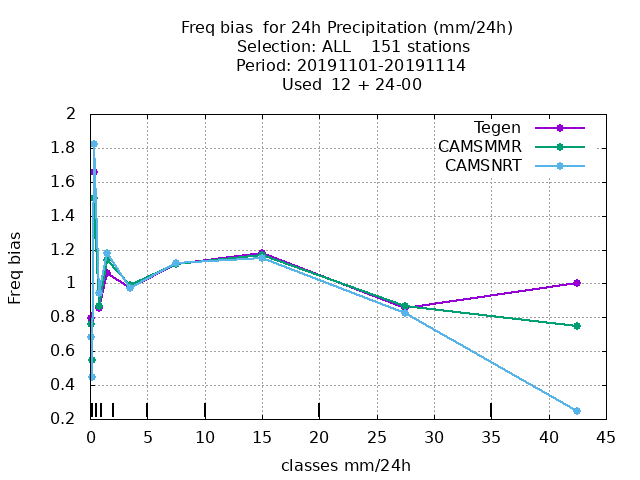 Freq bias  for 24h Precipitation (mm/24h)
Selection: ALL    151 stations
Period: 20191101-20191114
Used  12 + 24-00
Tegen
CAMSMMR
CAMSNRT
Freq bias
2
1.8
1.6
1.4
1.2
1
0.8
0.6
0.4
0.2
0 5 10 15 20 25 30 35 40 45
classes mm/24h